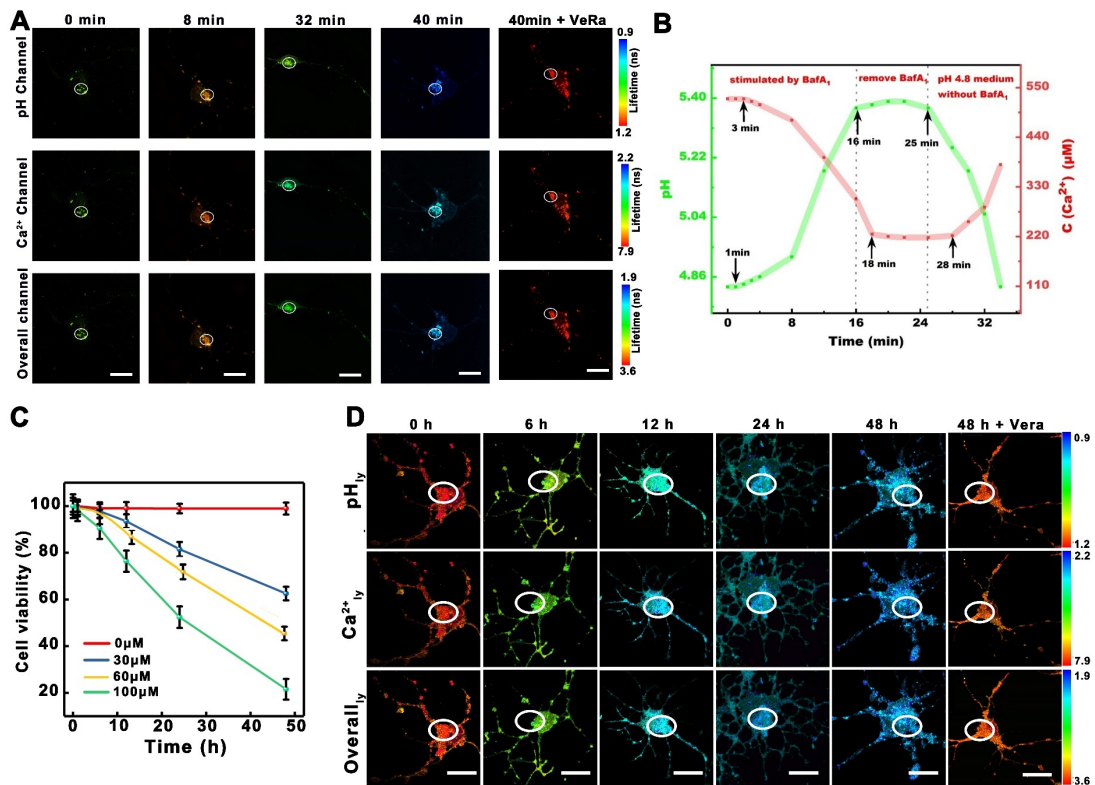 A
0 min 8 min 32 min 40 min 40min + VeRa
pH Channel
Ca²⁺ Channel
Overall Channel
0.9
Lifetime (ns)
1.2
2.2
Lifetime (ns)
7.9
1.9
Lifetime (ns)
3.6
B
stimulated by BafA₁ remove BafA₁ pH 4.8 medium
without BafA₁
5.40
5.22
5.04
4.86
pH
550
440
330
220
110
C (Ca²⁺) (μM)
3 min
16 min
25 min
1min
18 min
28 min
0 8 16 24 32
Time (min)
C
100
80
60
40
20
Cell viability (%)
0μM
30μM
60μM
100μM
0 10 20 30 40 50
Time (h)
D
0 h 6 h 12 h 24 h 48 h 48 h + Vera
pHly
Ca²⁺ly
Overally
0.9
1.2
2.2
7.9
1.9
3.6